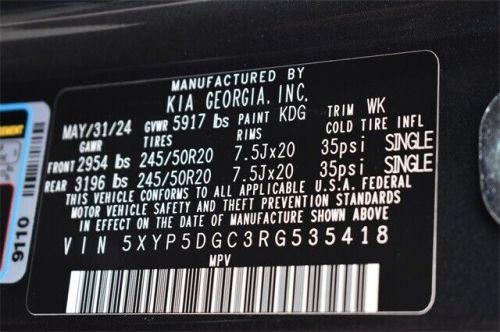 MANUFACTURED BY
KIA GEORGIA, INC.
MAY/31/24 GVWR 5917 lbs PAINT KDG TRIM WK
GAWR TIRES RIMS COLD TIRE INFL
FRONT 2954 lbs 245/50R20 7.5Jx20 35psi SINGLE
REAR 3196 lbs 245/50R20 7.5Jx20 35psi SINGLE
THIS VEHICLE CONFORMS TO ALL APPLICABLE U.S.A. FEDERAL
MOTOR VEHICLE SAFETY AND THEFT PREVENTION STANDARDS
IN EFFECT ON THE DATE OF MANUFACTURE SHOWN ABOVE
VIN 5XYP5DGC3RG535418
MPV
9110